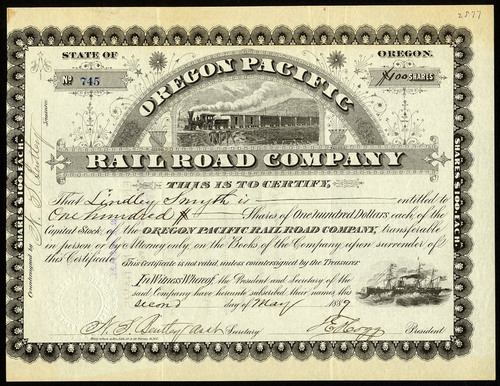 2877
STATE OF OREGON.
No 745
100 SHARES
OREGON PACIFIC
RAIL ROAD COMPANY
THIS IS TO CERTIFY,
That Lindley Smyth is entitled to
One hundred Shares of One hundred Dollars, each of the
Capital Stock, of the OREGON PACIFIC RAIL ROAD COMPANY, transferable
in person or by Attorney only, on the Books of the Company upon surrender of
this Certificate. This Certificate is not valid, unless countersigned by the Treasurer
In Witness Whereof, the President and Secretary of the
said Company have hereunto subscribed their names this
second day of May 1889
Secretary
President
SHARES $100 EACH.
SHARES $100 EACH.
Countersigned by
Treasurer.